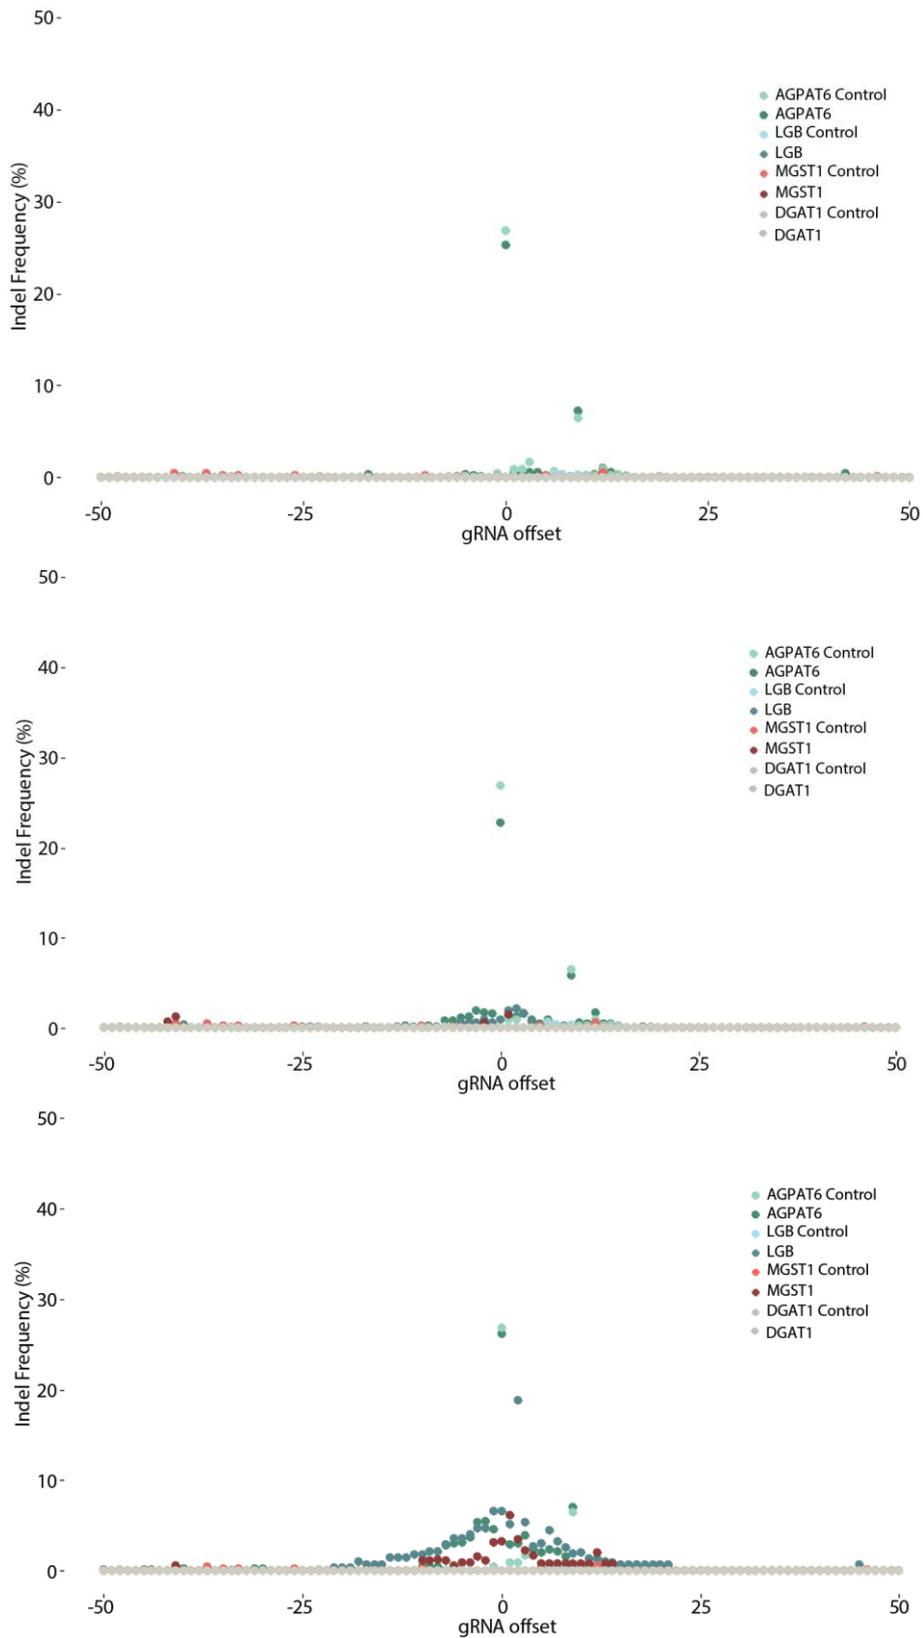 50-
40-
30-
20-
10-
0-
Indel Frequency (%)
AGPAT6 Control
AGPAT6
LGB Control
LGB
MGST1 Control
MGST1
DGAT1 Control
DGAT1
-50 -25 0 25 50
gRNA offset
50-
40-
30-
20-
10-
0-
Indel Frequency (%)
AGPAT6 Control
AGPAT6
LGB Control
LGB
MGST1 Control
MGST1
DGAT1 Control
DGAT1
-50 -25 0 25 50
gRNA offset
50-
40-
30-
20-
10-
0-
Indel Frequency (%)
AGPAT6 Control
AGPAT6
LGB Control
LGB
MGST1 Control
MGST1
DGAT1 Control
DGAT1
-50 -25 0 25 50
gRNA offset